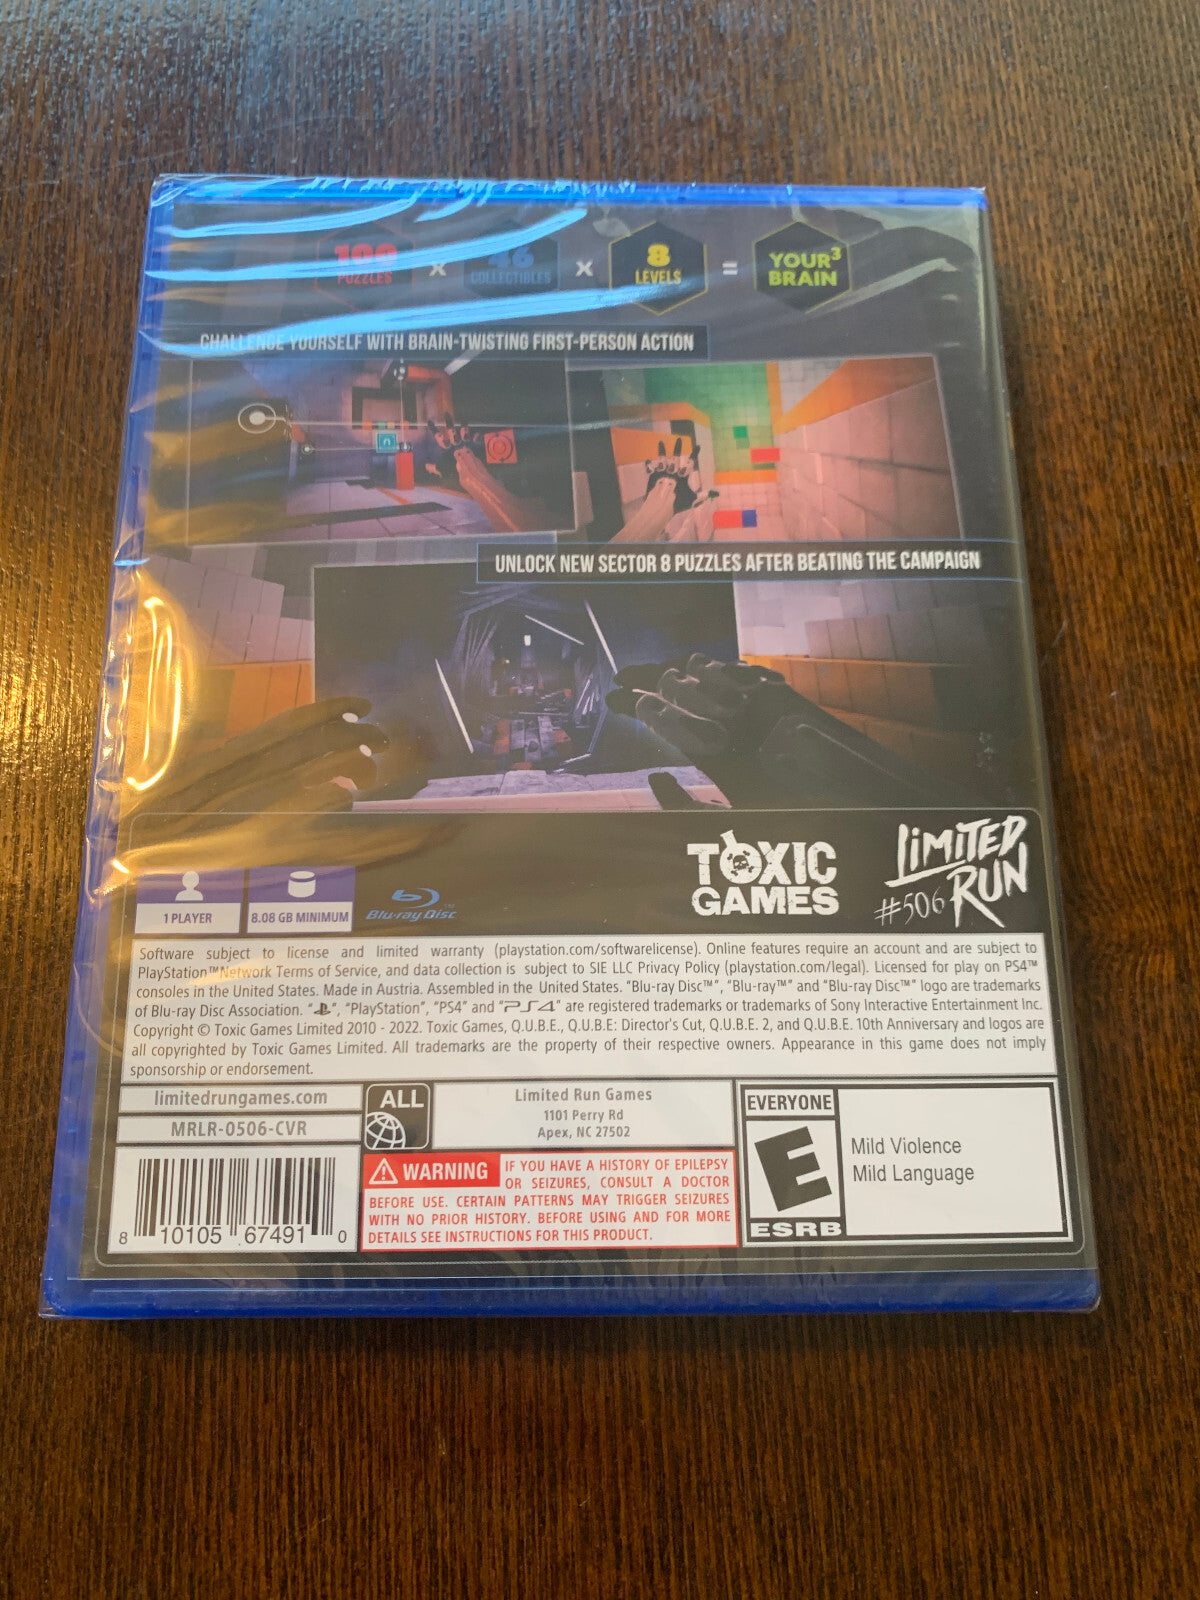 100 PUZZLES × 46 COLLECTIBLES × 8 LEVELS = YOUR³ BRAIN
CHALLENGE YOURSELF WITH BRAIN-TWISTING FIRST-PERSON ACTION
UNLOCK NEW SECTOR 8 PUZZLES AFTER BEATING THE CAMPAIGN
TOXIC GAMES
LIMITED RUN #506
1 PLAYER
8.08 GB MINIMUM
Blu-ray Disc™
Software subject to license and limited warranty (playstation.com/softwarelicense). Online features require an account and are subject to
PlayStation™Network Terms of Service, and data collection is subject to SIE LLC Privacy Policy (playstation.com/legal). Licensed for play on PS4™
consoles in the United States. Made in Austria. Assembled in the United States. "Blu-ray Disc™", "Blu-ray™" and "Blu-ray Disc™" logo are trademarks
of Blu-ray Disc Association. "PS", "PlayStation", "PS4" and "PS4" are registered trademarks or trademarks of Sony Interactive Entertainment Inc.
Copyright © Toxic Games Limited 2010 - 2022. Toxic Games, Q.U.B.E., Q.U.B.E: Director's Cut, Q.U.B.E. 2, and Q.U.B.E. 10th Anniversary and logos are
all copyrighted by Toxic Games Limited. All trademarks are the property of their respective owners. Appearance in this game does not imply
sponsorship or endorsement.
limitedrungames.com
MRLR-0506-CVR
ALL
Limited Run Games
1101 Perry Rd
Apex, NC 27502
8 10105 67491 0
WARNING IF YOU HAVE A HISTORY OF EPILEPSY
OR SEIZURES, CONSULT A DOCTOR
BEFORE USE. CERTAIN PATTERNS MAY TRIGGER SEIZURES
WITH NO PRIOR HISTORY. BEFORE USING AND FOR MORE
DETAILS SEE INSTRUCTIONS FOR THIS PRODUCT.
EVERYONE
E
ESRB
Mild Violence
Mild Language